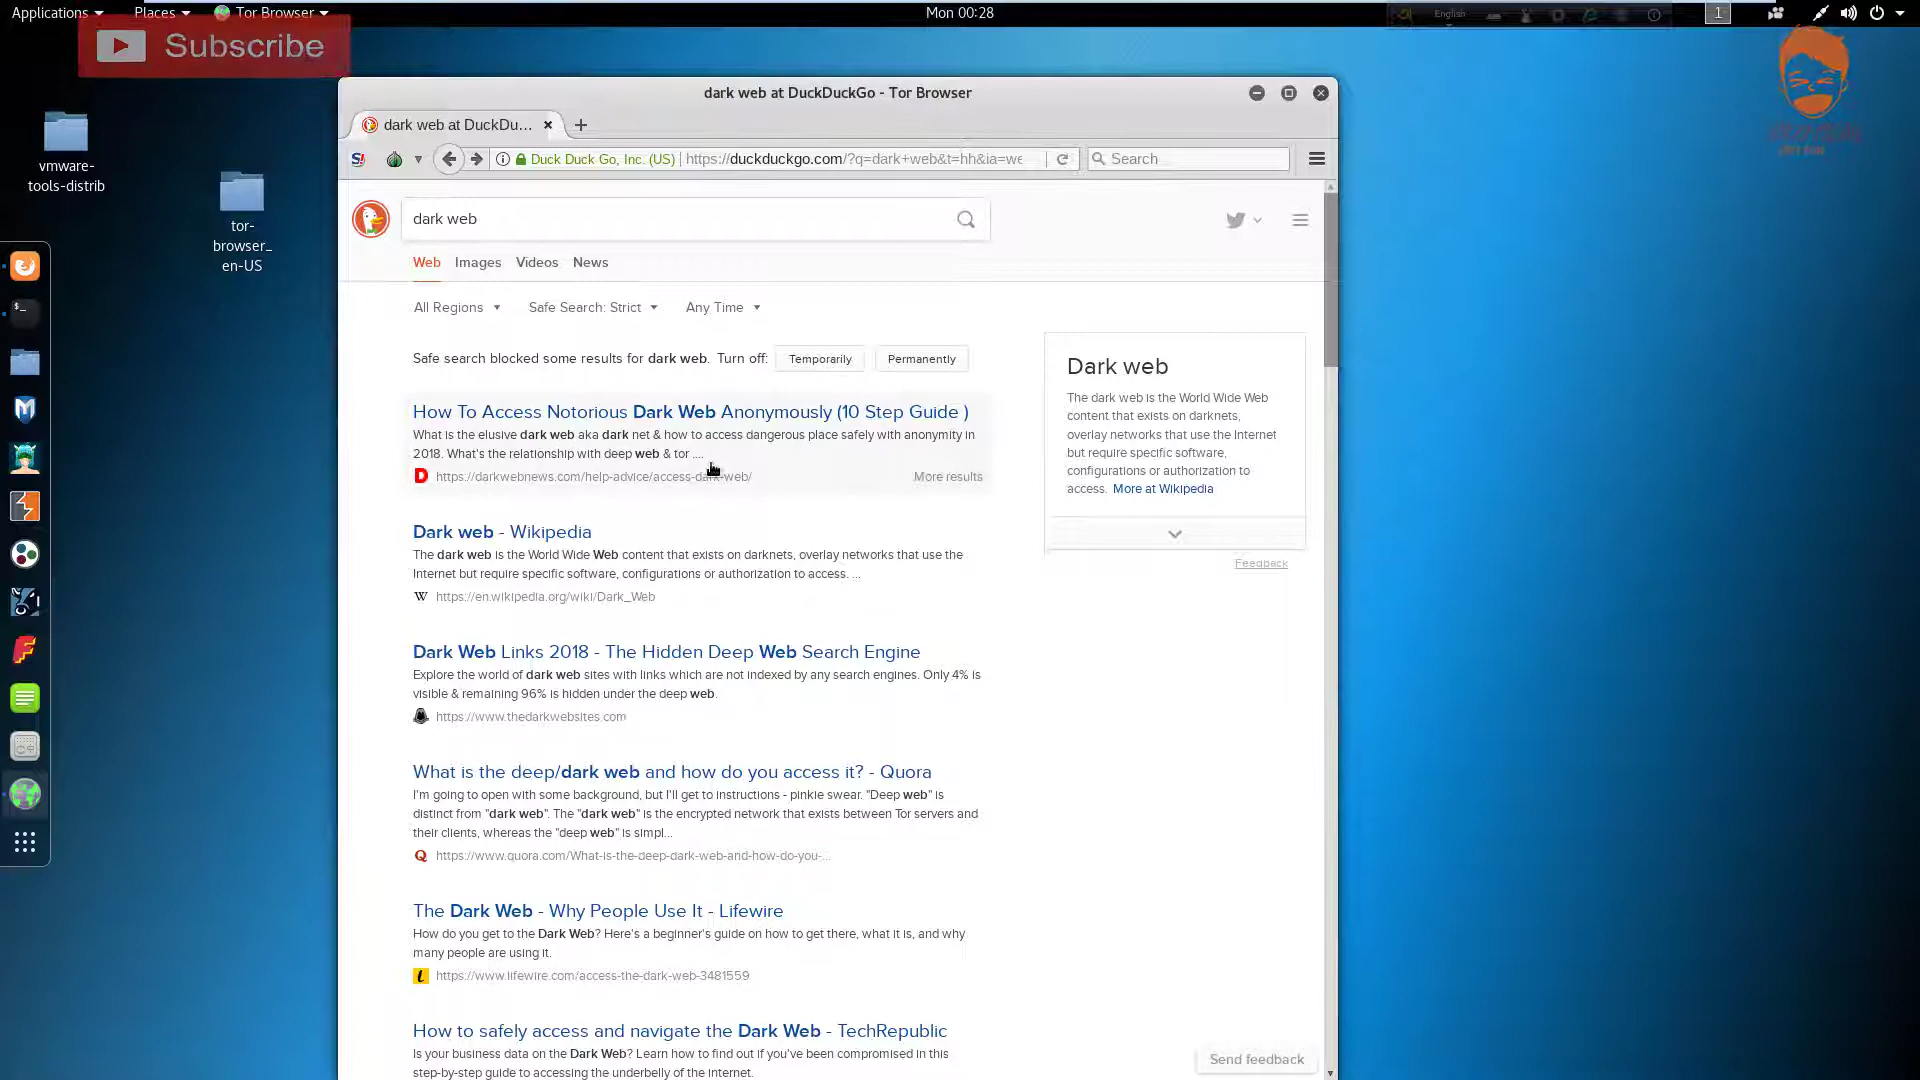 Applications
Places
Tor Browser
Mon 00:28
English
1
Subscribe
vmware-
tools-distrib
tor-
browser_
en-US
dark web at DuckDuckGo - Tor Browser
dark web at DuckDu...
Duck Duck Go, Inc. (US)
https://duckduckgo.com/?q=dark+web&t=hh&ia=we
Search
dark web
Web
Images
Videos
News
All Regions
Safe Search: Strict
Any Time
Safe search blocked some results for dark web. Turn off:
Temporarily
Permanently
How To Access Notorious Dark Web Anonymously (10 Step Guide )
What is the elusive dark web aka dark net & how to access dangerous place safely with anonymity in
2018. What's the relationship with deep web & tor ....
https://darkwebnews.com/help-advice/access-dark-web/
More results
Dark web - Wikipedia
The dark web is the World Wide Web content that exists on darknets, overlay networks that use the
Internet but require specific software, configurations or authorization to access. ...
W
https://en.wikipedia.org/wiki/Dark_Web
Dark Web Links 2018 - The Hidden Deep Web Search Engine
Explore the world of dark web sites with links which are not indexed by any search engines. Only 4% is
visible & remaining 96% is hidden under the deep web.
https://www.thedarkwebsites.com
What is the deep/dark web and how do you access it? - Quora
I'm going to open with some background, but I'll get to instructions - pinkie swear. "Deep web" is
distinct from "dark web". The "dark web" is the encrypted network that exists between Tor servers and
their clients, whereas the "deep web" is simpl...
Q
https://www.quora.com/What-is-the-deep-dark-web-and-how-do-you-...
The Dark Web - Why People Use It - Lifewire
How do you get to the Dark Web? Here's a beginner's guide on how to get there, what it is, and why
many people are using it.
https://www.lifewire.com/access-the-dark-web-3481559
How to safely access and navigate the Dark Web - TechRepublic
Is your business data on the Dark Web? Learn how to find out if you've been compromised in this
step-by-step guide to accessing the underbelly of the internet.
Dark web
The dark web is the World Wide Web
content that exists on darknets,
overlay networks that use the Internet
but require specific software,
configurations or authorization to
access. More at Wikipedia
Feedback
Send feedback